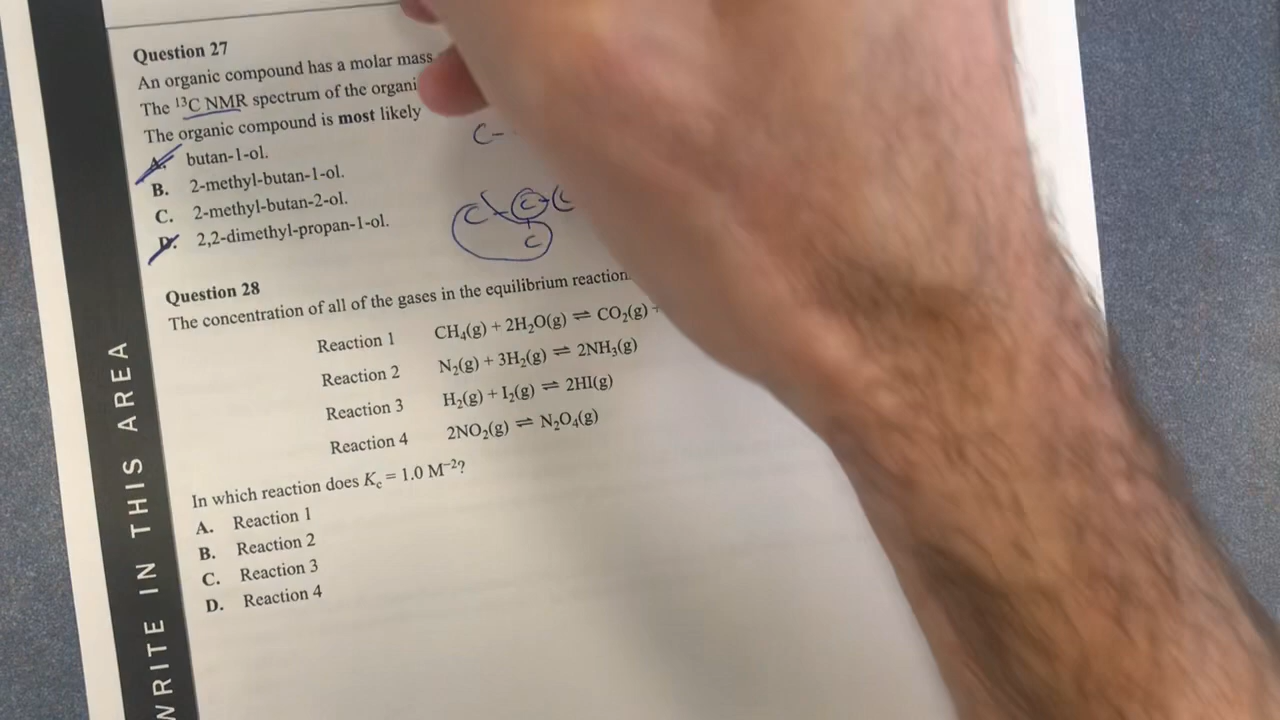 Question 27
An organic compound has a molar mass
The ¹³C NMR spectrum of the
The organic compound is most likely
A. butan-1-ol.
B. 2-methyl-butan-1-ol.
C. 2-methyl-butan-2-ol.
D. 2,2-dimethyl-propan-1-ol.
C-
C - C - C
C
Question 28
The concentration of all of the gases in the equilibrium reaction
Reaction 1 CH₄(g) + 2H₂O(g) ⇌ CO₂(g) +
Reaction 2 N₂(g) + 3H₂(g) ⇌ 2NH₃(g)
Reaction 3 H₂(g) + I₂(g) ⇌ 2HI(g)
Reaction 4 2NO₂(g) ⇌ N₂O₄(g)
In which reaction does Kc = 1.0 M⁻²?
A. Reaction 1
B. Reaction 2
C. Reaction 3
D. Reaction 4
WRITE IN THIS AREA